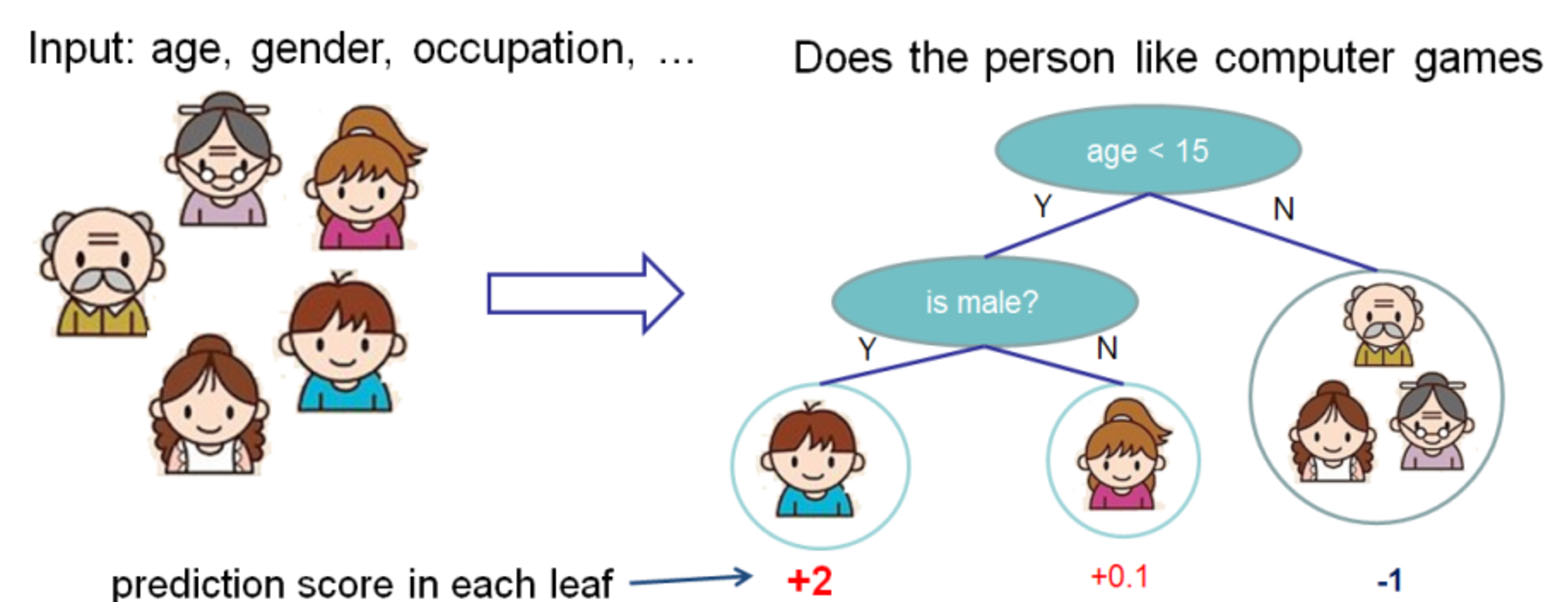 Input: age, gender, occupation, ...
Does the person like computer games
age < 15
Y
N
is male?
Y
N
prediction score in each leaf
+2
+0.1
-1